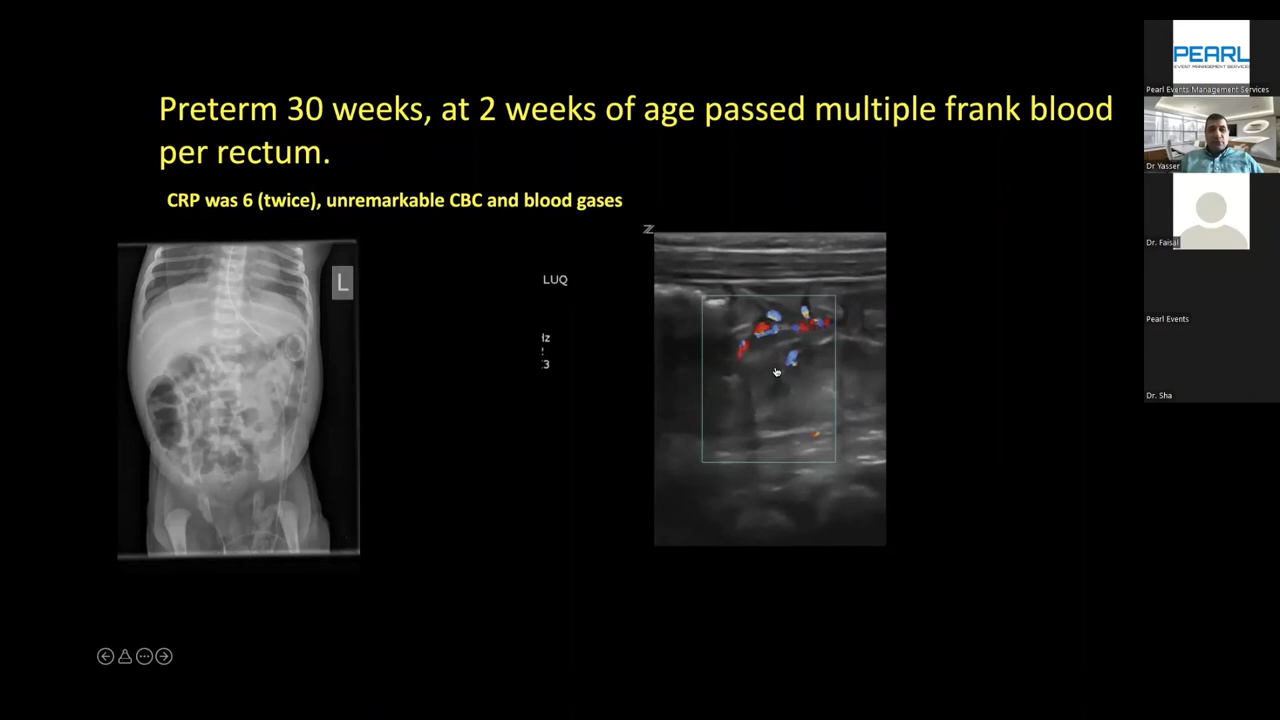 Preterm 30 weeks, at 2 weeks of age passed multiple frank blood
per rectum.
CRP was 6 (twice), unremarkable CBC and blood gases
L
LUQ
Z
PEARL
EVENT MANAGEMENT SERVICES
Pearl Events Management Services
Dr Yasser
Dr. Faisal
Pearl Events
Dr. Sha